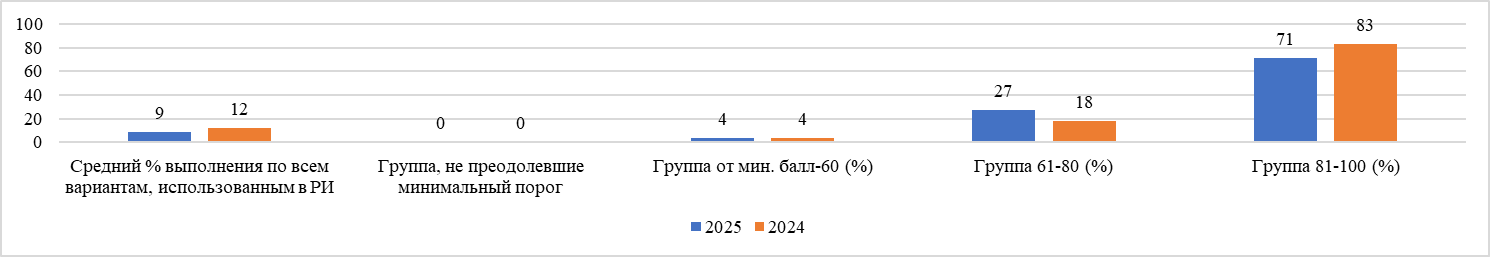 100
80
60
40
20
0
9
12
0
0
4
4
27
18
71
83
Средний % выполнения по всем
вариантам, использованным в РИ
Группа, не преодолевшие
минимальный порог
Группа от мин. балл-60 (%)
Группа 61-80 (%)
Группа 81-100 (%)
2025
2024